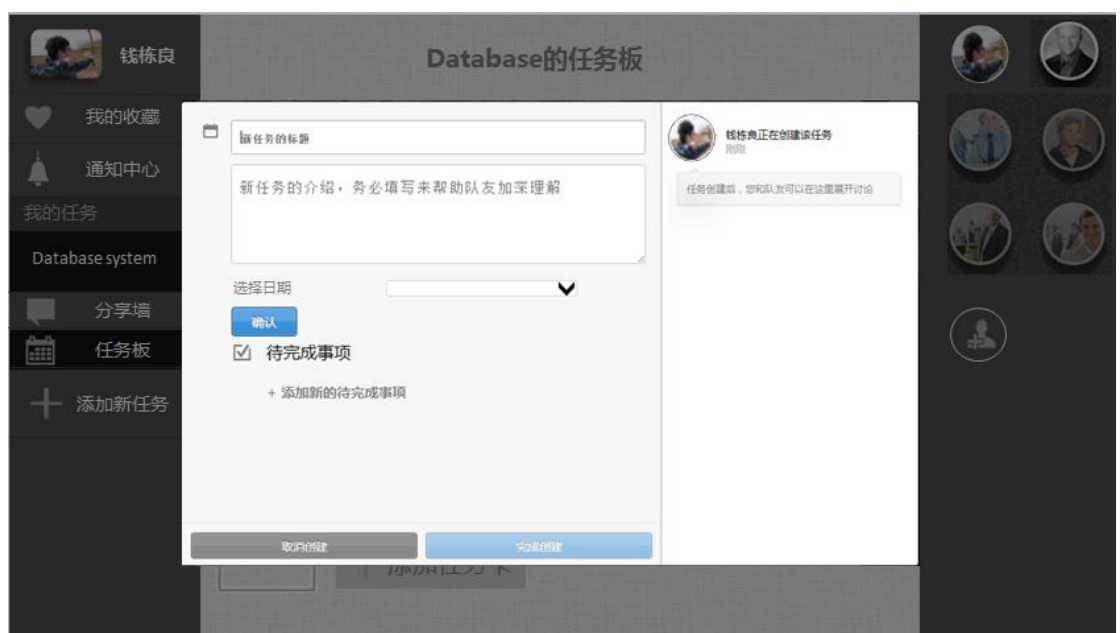 钱栋良
我的收藏
通知中心
我的任务
Database system
分享墙
任务板
添加新任务
Database的任务板
新任务的标题
新任务的介绍，务必填写来帮助队友加深理解
选择日期
确认
待完成事项
+ 添加新的待完成事项
取消创建
完成创建
钱栋良正在创建该任务
刚刚
任务创建后，您和队友可以在这里展开讨论
添加任务卡